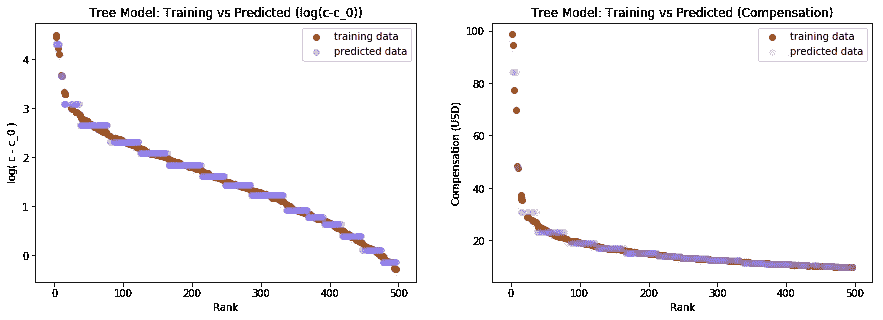 Tree Model: Training vs Predicted (log(c-c_0))
training data
predicted data
log( c - c_0 )
4
3
2
1
0
0 100 200 300 400 500
Rank
Tree Model: Training vs Predicted (Compensation)
training data
predicted data
Compensation (USD)
100
80
60
40
20
0 100 200 300 400 500
Rank